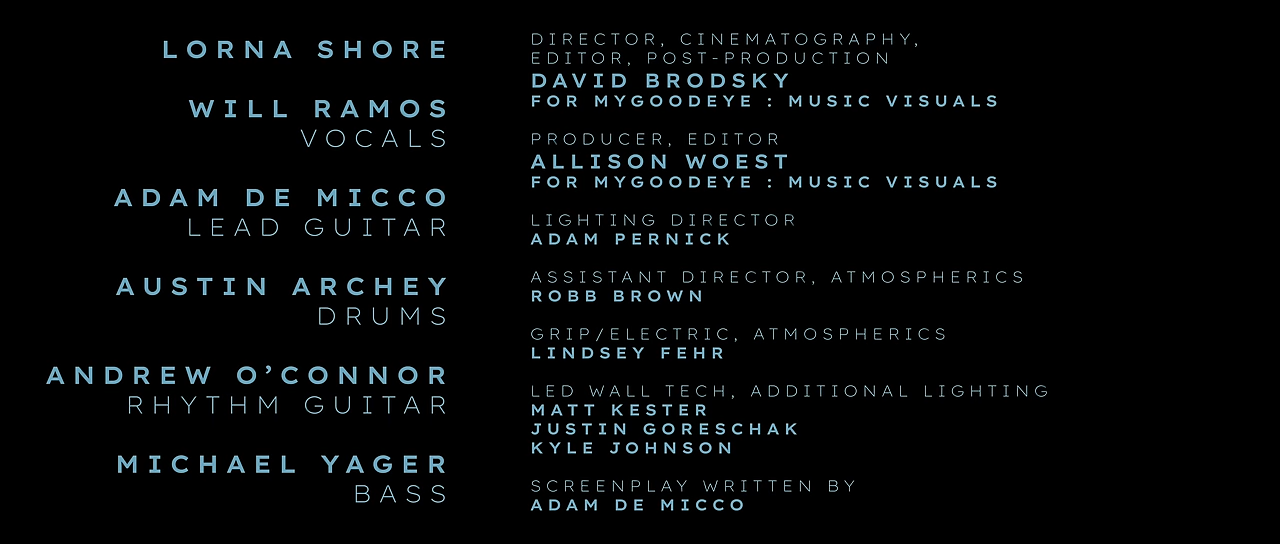 LORNA SHORE
WILL RAMOS
VOCALS
ADAM DE MICCO
LEAD GUITAR
AUSTIN ARCHEY
DRUMS
ANDREW O’CONNOR
RHYTHM GUITAR
MICHAEL YAGER
BASS
DIRECTOR, CINEMATOGRAPHY,
EDITOR, POST-PRODUCTION
DAVID BRODSKY
FOR MYGOODEYE : MUSIC VISUALS
PRODUCER, EDITOR
ALLISON WOEST
FOR MYGOODEYE : MUSIC VISUALS
LIGHTING DIRECTOR
ADAM PERNICK
ASSISTANT DIRECTOR, ATMOSPHERICS
ROBB BROWN
GRIP/ELECTRIC, ATMOSPHERICS
LINDSEY FEHR
LED WALL TECH, ADDITIONAL LIGHTING
MATT KESTER
JUSTIN GORESCHAK
KYLE JOHNSON
SCREENPLAY WRITTEN BY
ADAM DE MICCO